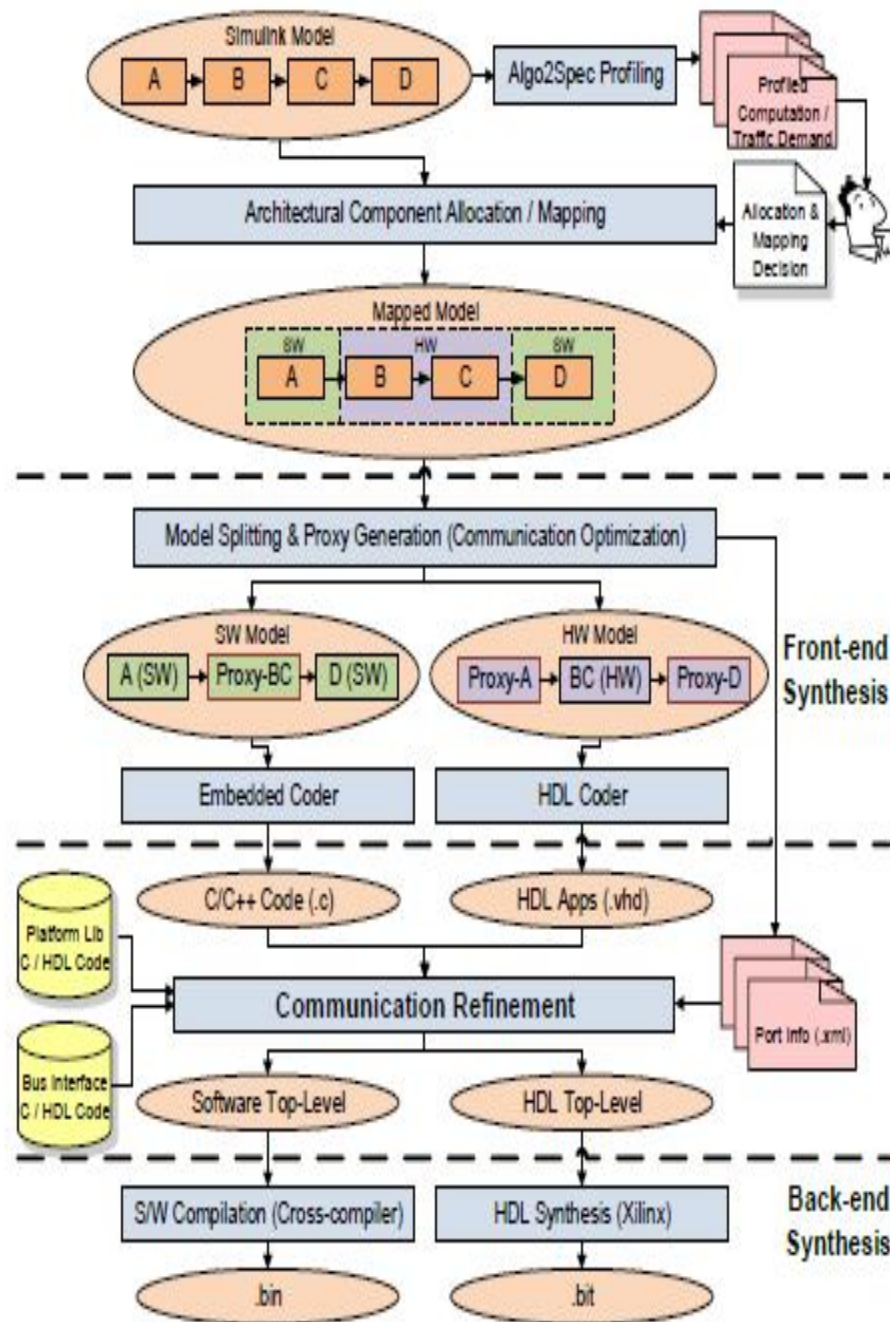 Simulink Model
A
B
C
D
Algo2Spec Profiling
Profiled
Computation /
Traffic Demand
Architectural Component Allocation / Mapping
Allocation &
Mapping
Decision
Mapped Model
SW
HW
SW
A
B
C
D
Model Splitting & Proxy Generation (Communication Optimization)
SW Model
A (SW)
Proxy-BC
D (SW)
HW Model
Proxy-A
BC (HW)
Proxy-D
Front-end
Synthesis
Embedded Coder
HDL Coder
C/C++ Code (.c)
HDL Apps (.vhd)
Platform Lib
C / HDL Code
Communication Refinement
Port Info (.xml)
Bus Interface
C / HDL Code
Software Top-Level
HDL Top-Level
S/W Compilation (Cross-compiler)
HDL Synthesis (Xilinx)
Back-end
Synthesis
.bin
.bit